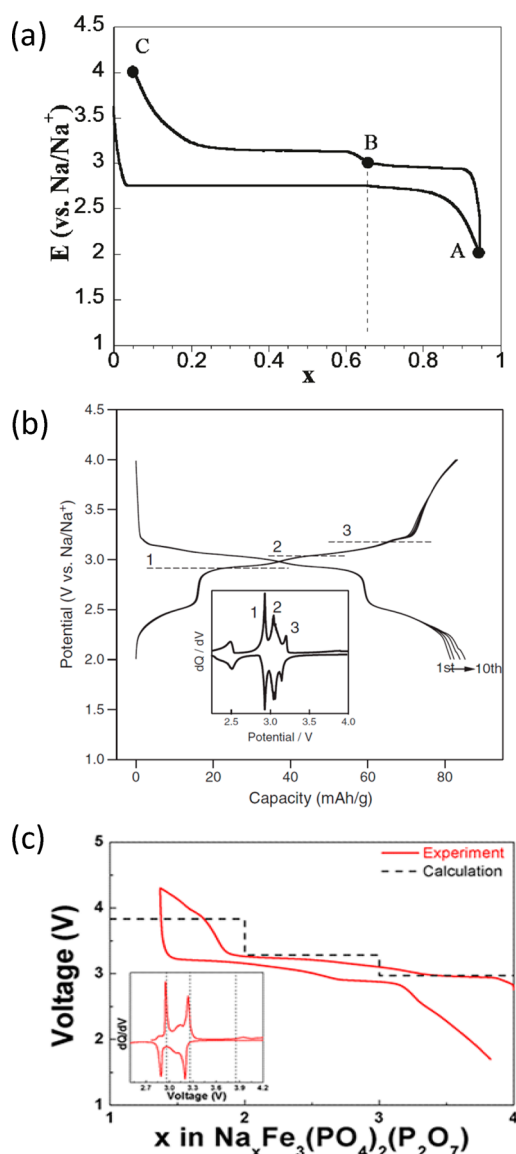 (a)
C
B
A
E (vs. Na/Na⁺)
4.5
4
3.5
3
2.5
2
1.5
1
0 0.2 0.4 0.6 0.8 1
x
(b)
Potential (V vs. Na/Na⁺)
4.5
4.0
3.5
3.0
2.5
2.0
1.5
1.0
1 2 3
1st 10th
dQ / dV
1 2 3
2.5 3.0 3.5 4.0
Potential / V
0 20 40 60 80
Capacity (mAh/g)
(c)
Voltage (V)
5
4
3
2
1
Experiment
Calculation
dQ/dV
2.7 3.0 3.3 3.6 3.9 4.2
Voltage (V)
1 2 3 4
x in NaₓFe₃(PO₄)₂(P₂O₇)